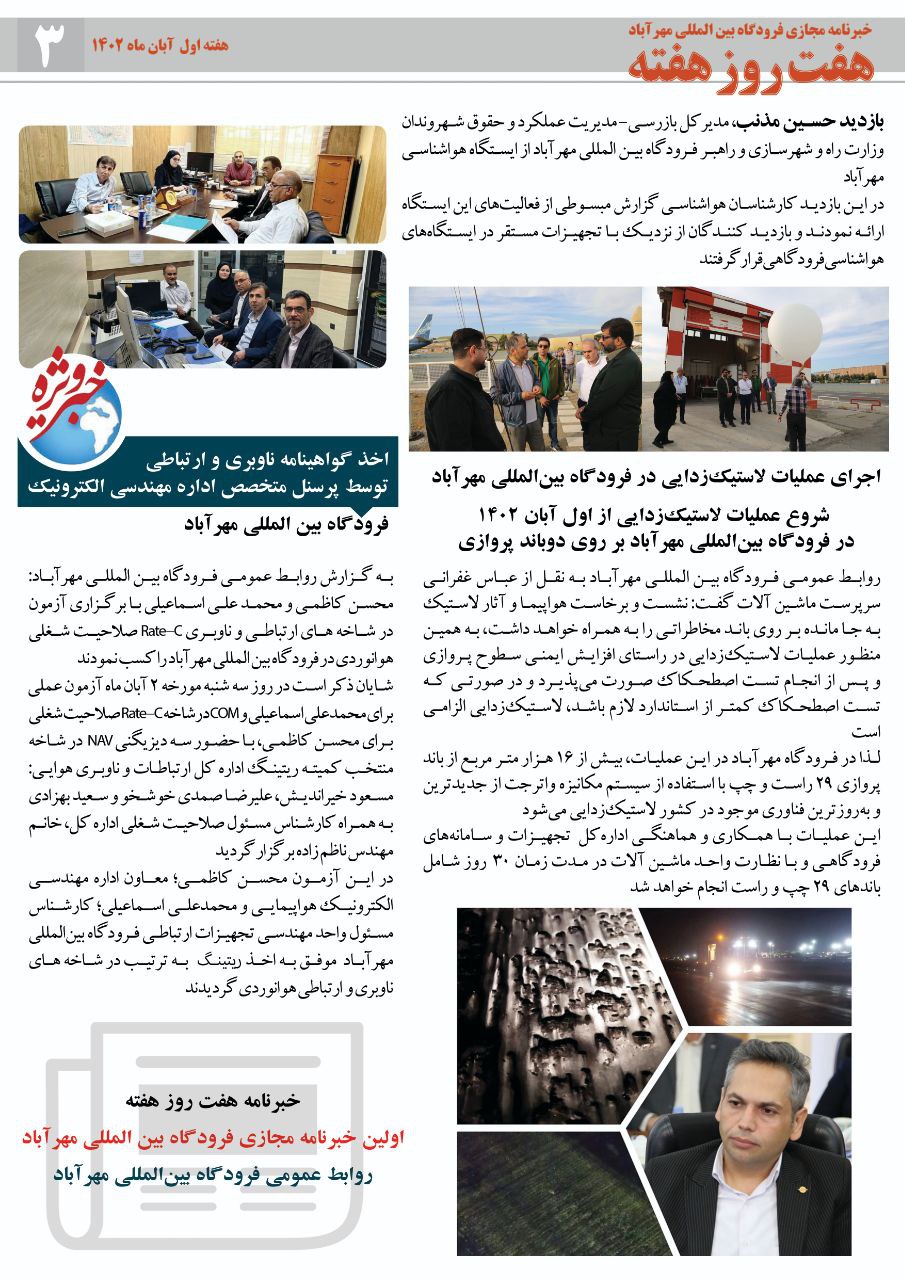 خبرنامه مجازی فرودگاه بین المللی مهرآباد
هفت روز هفته
هفته اول آبان ماه ۱۴۰۲
۳
بازدید حسین مذنب، مدیر کل بازرسی-مدیریت عملکرد و حقوق شهروندان
وزارت راه و شهرسازی و راهبر فرودگاه بین المللی مهرآباد از ایستگاه هواشناسی
مهرآباد
در این بازدید کارشناسان هواشناسی گزارش مبسوطی از فعالیت‌های این ایستگاه
ارائه نمودند و بازدید کنندگان از نزدیک با تجهیزات مستقر در ایستگاه‌های
هواشناسی فرودگاهی قرار گرفتند
اجرای عملیات لاستیک‌زدایی در فرودگاه بین‌المللی مهرآباد
شروع عملیات لاستیک‌زدایی از اول آبان ۱۴۰۲
در فرودگاه بین‌المللی مهرآباد بر روی دوباند پروازی
روابط عمومی فرودگاه بین المللی مهرآباد به نقل از عباس غفرانی
سرپرست ماشین آلات گفت: نشست و برخاست هواپیما و آثار لاستیک
به جا مانده بر روی باند مخاطراتی را به همراه خواهد داشت، به همین
منظور عملیات لاستیک‌زدایی در راستای افزایش ایمنی سطوح پروازی
و پس از انجام تست اصطحکاک صورت می‌پذیرد و در صورتی که
تست اصطحکاک کمتر از استاندارد لازم باشد، لاستیک‌زدایی الزامی
است
لذا در فرودگاه مهرآباد در این عملیات، بیش از ۱۶ هزار متر مربع از باند
پروازی ۲۹ راست و چپ با استفاده از سیستم مکانیزه واترجت از جدیدترین
و به‌روزترین فناوری موجود در کشور لاستیک‌زدایی می‌شود
این عملیات با همکاری و هماهنگی اداره‌کل تجهیزات و سامانه‌های
فرودگاهی و با نظارت واحد ماشین آلات در مدت زمان ۳۰ روز شامل
باندهای ۲۹ چپ و راست انجام خواهد شد
خبر ویژه
اخذ گواهینامه ناوبری و ارتباطی
توسط پرسنل متخصص اداره مهندسی الکترونیک
فرودگاه بین المللی مهرآباد
به گزارش روابط عمومی فرودگاه بین المللی مهرآباد:
محسن کاظمی و محمد علی اسماعیلی با برگزاری آزمون
در شاخه های ارتباطی و ناوبری Rate-C صلاحیت شغلی
هوانوردی در فرودگاه بین المللی مهرآباد را کسب نمودند
شایان ذکر است در روز سه شنبه مورخه ۲ آبان ماه آزمون عملی
برای محمدعلی اسماعیلی و COM در شاخه Rate-C صلاحیت شغلی
برای محسن کاظمی، با حضور سه دیزیگنی NAV در شاخه
منتخب کمیته ریتینگ اداره کل ارتباطات و ناوبری هوایی:
مسعود خیراندیش، علیرضا صمدی خوشخو و سعید بهزادی
به همراه کارشناس مسئول صلاحیت شغلی اداره کل، خانم
مهندس ناظم زاده برگزار گردید
در این آزمون محسن کاظمی؛ معاون اداره مهندسی
الکترونیک هواپیمایی و محمدعلی اسماعیلی؛ کارشناس
مسئول واحد مهندسی تجهیزات ارتباطی فرودگاه بین‌المللی
مهرآباد موفق به اخذ ریتینگ به ترتیب در شاخه های
ناوبری و ارتباطی هوانوردی گردیدند
خبرنامه هفت روز هفته
اولین خبرنامه مجازی فرودگاه بین المللی مهرآباد
روابط عمومی فرودگاه بین‌المللی مهرآباد